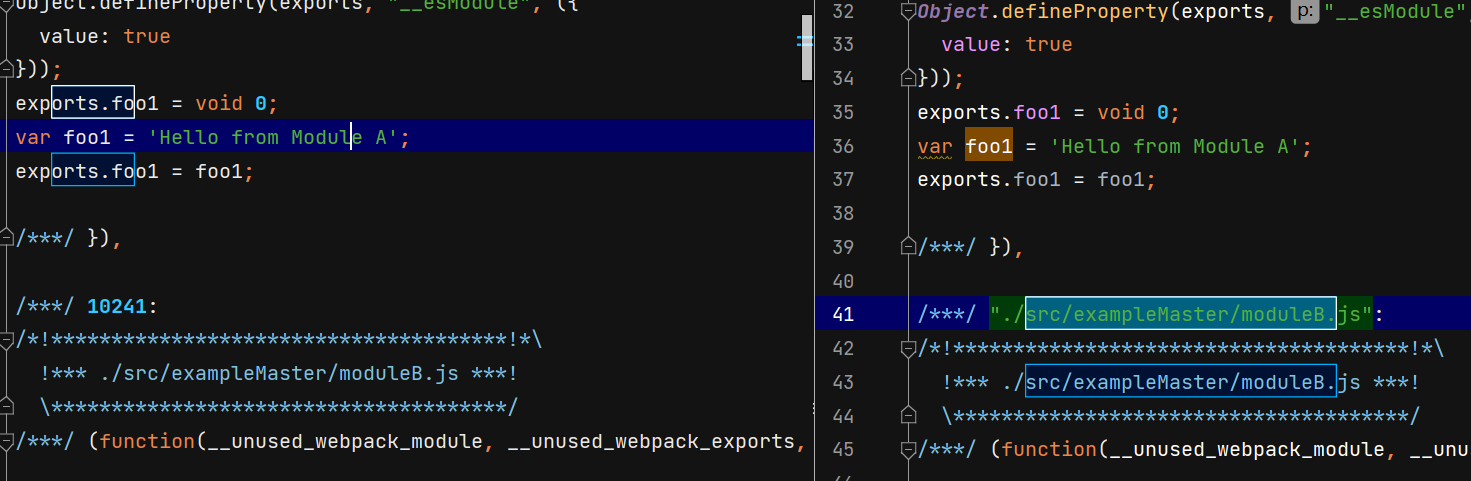 Object.defineProperty(exports, "__esModule", ({
  value: true
}));
exports.foo1 = void 0;
var foo1 = 'Hello from Module A';
exports.foo1 = foo1;
/***/ }),
/***/ 10241:
/*!**************************************!*\
  !*** ./src/exampleMaster/moduleB.js ***!
  \**************************************/
/***/ (function(__unused_webpack_module, __unused_webpack_exports,
32 Object.defineProperty(exports, p: "__esModule",
33   value: true
34 }));
35 exports.foo1 = void 0;
36 var foo1 = 'Hello from Module A';
37 exports.foo1 = foo1;
38
39 /***/ }),
40
41 /***/ "./src/exampleMaster/moduleB.js":
42 /*!**************************************!*\
43   !*** ./src/exampleMaster/moduleB.js ***!
44   \**************************************/
45 /***/ (function(__unused_webpack_module, __unu